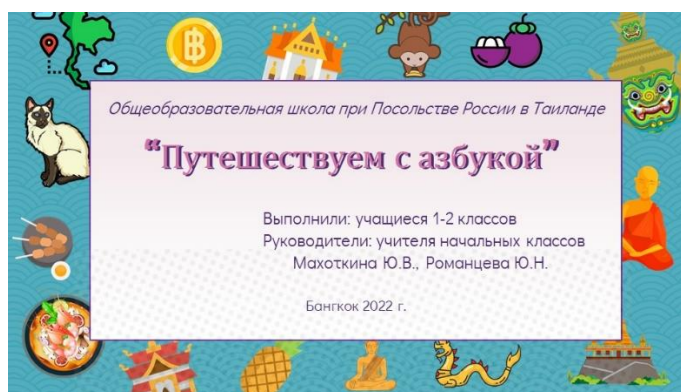 Общеобразовательная школа при Посольстве России в Таиланде
“Путешествуем с азбукой”
Выполнили: учащиеся 1-2 классов
Руководители: учителя начальных классов
Махоткина Ю.В., Романцева Ю.Н.
Бангкок 2022 г.